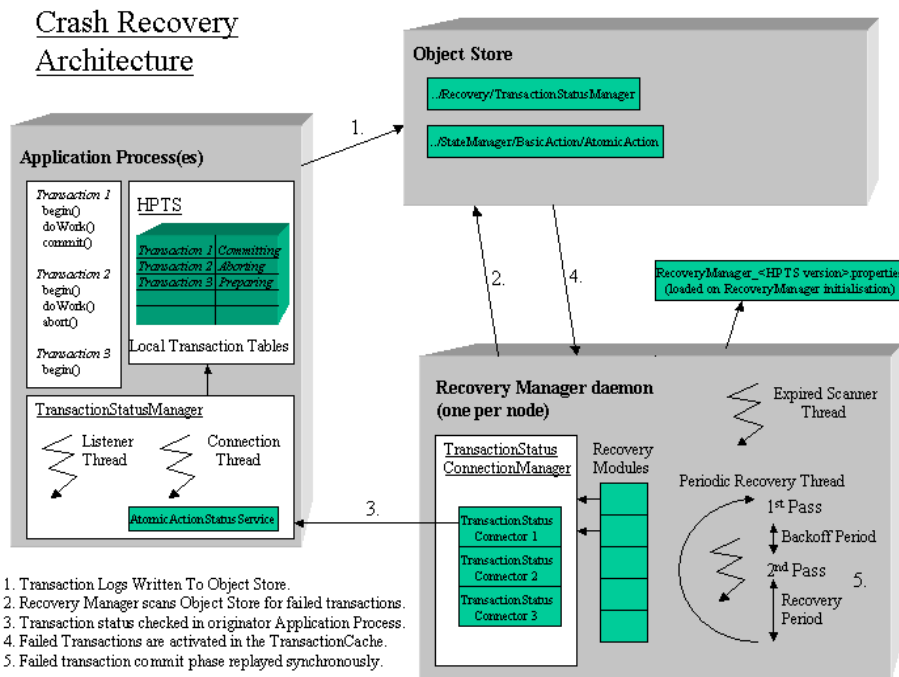 Crash Recovery
Architecture
Object Store
../Recovery/TransactionStatusManager
../StateManager/BasicAction/AtomicAction
1.
Application Process(es)
Transaction 1
begin()
doWork()
commit()
Transaction 2
begin()
doWork()
abort()
Transaction 3
begin()
HPTS
Transaction 1 Committing
Transaction 2 Aborting
Transaction 3 Preparing
Local Transaction Tables
TransactionStatusManager
Listener
Thread
Connection
Thread
AtomicActionStatusService
2.
4.
RecoveryManager_<HPTS version>.propertie
(loaded on RecoveryManager initialisation)
Recovery Manager daemon
(one per node)
TransactionStatus
ConnectionManager
TransactionStatus
Connector 1
TransactionStatus
Connector 2
TransactionStatus
Connector 3
Recovery
Modules
Expired Scanner
Thread
Periodic Recovery Thread
1st Pass
Backoff Period
2nd Pass
Recovery
Period
5.
3.
1. Transaction Logs Written To Object Store.
2. Recovery Manager scans Object Store for failed transactions.
3. Transaction status checked in originator Application Process.
4. Failed Transactions are activated in the TransactionCache.
5. Failed transaction commit phase replayed synchronously.